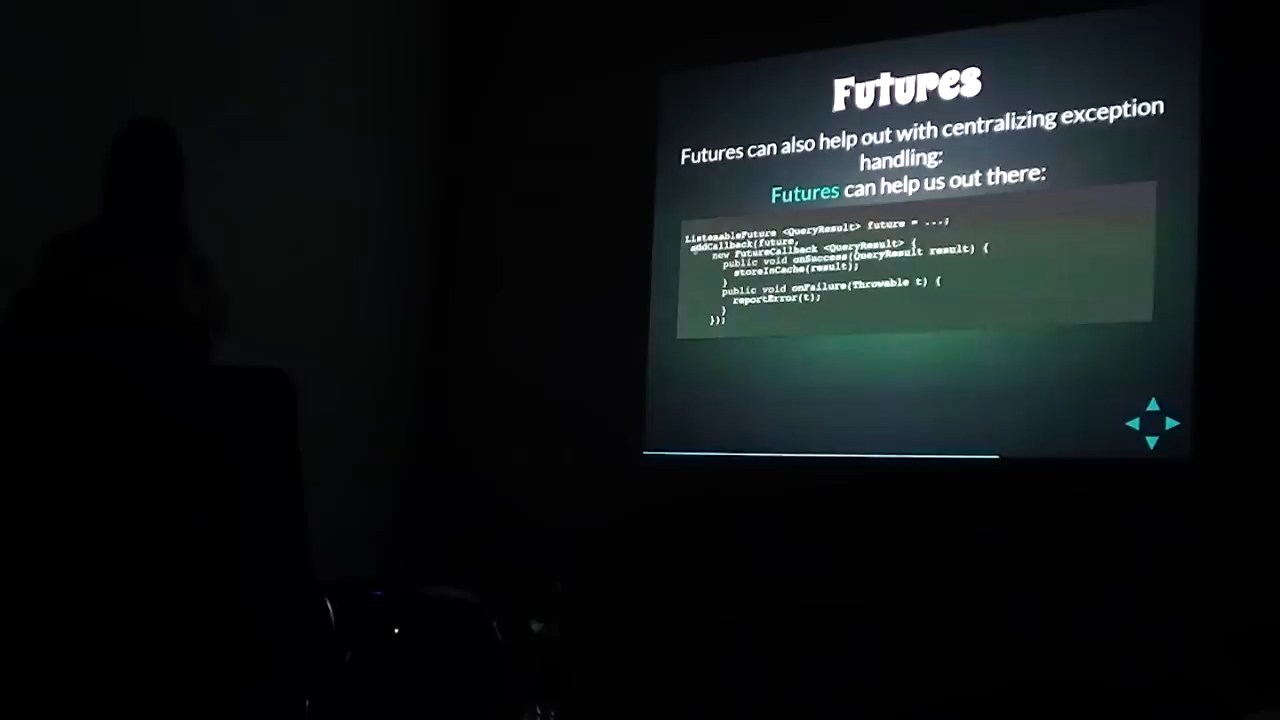 Futures
Futures can also help out with centralizing exception
handling:
Futures can help us out there:
ListenableFuture <QueryResult> future = ...;
addCallback(future,
new FutureCallback <QueryResult> {
public void onSuccess(QueryResult result) {
storeInCache(result);
}
public void onFailure(Throwable t) {
reportError(t);
}
});